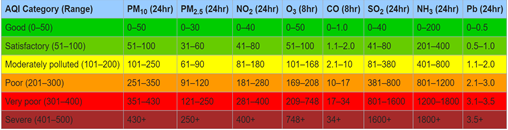 AQI Category (Range) PM10 (24hr) PM2.5 (24hr) NO2 (24hr) O3 (8hr) CO (8hr) SO2 (24hr) NH3 (24hr) Pb (24hr)
Good (0–50) 0–50 0–30 0–40 0–50 0–1.0 0–40 0–200 0–0.5
Satisfactory (51–100) 51–100 31–60 41–80 51–100 1.1–2.0 41–80 201–400 0.5–1.0
Moderately polluted (101–200) 101–250 61–90 81–180 101–168 2.1–10 81–380 401–800 1.1–2.0
Poor (201–300) 251–350 91–120 181–280 169–208 10–17 381–800 801–1200 2.1–3.0
Very poor (301–400) 351–430 121–250 281–400 209–748 17–34 801–1600 1200–1800 3.1–3.5
Severe (401–500) 430+ 250+ 400+ 748+ 34+ 1600+ 1800+ 3.5+